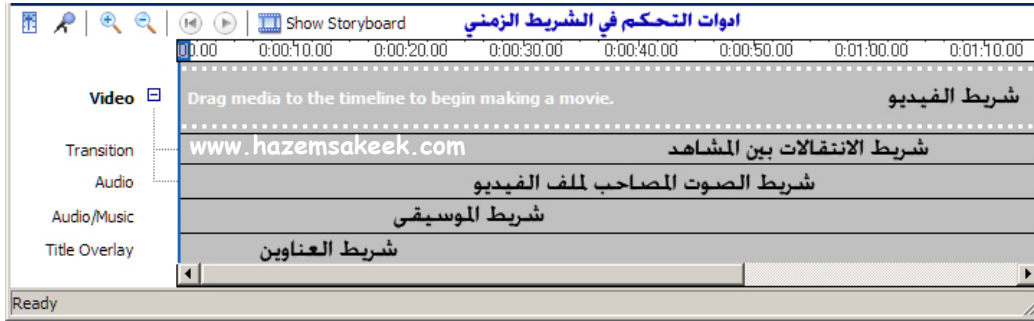 Show Storyboard ادوات التحكم في الشريط الزمني
00.00 0:00:10.00 0:00:20.00 0:00:30.00 0:00:40.00 0:00:50.00 0:01:00.00 0:01:10.00
Video Drag media to the timeline to begin making a movie. شريط الفيديو
Transition www.hazemsakeek.com شريط الانتقالات بين المشاهد
Audio شريط الصوت المصاحب لملف الفيديو
Audio/Music شريط الموسيقى
Title Overlay شريط العناوين
Ready